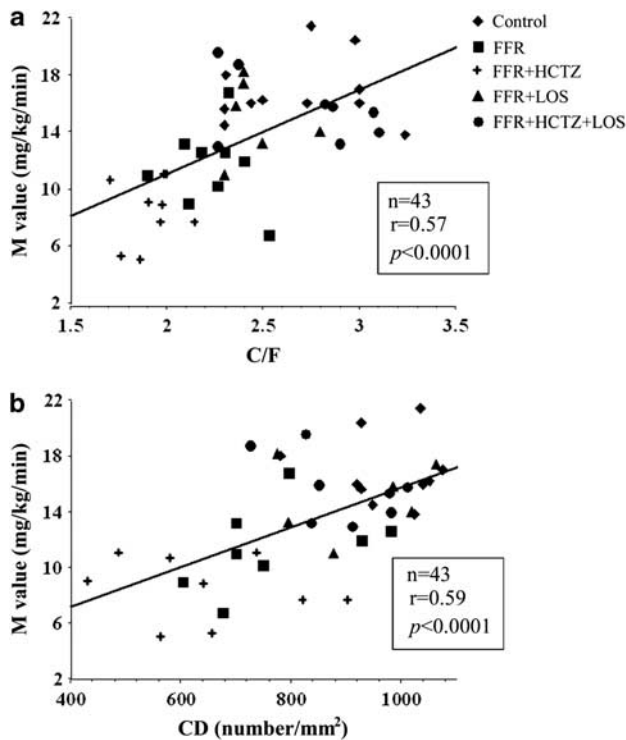 a
22
18
14
10
6
2
M value (mg/kg/min)
1.5 2 2.5 3 3.5
C/F
n=43
r=0.57
p<0.0001
Control
FFR
FFR+HCTZ
FFR+LOS
FFR+HCTZ+LOS
b
22
18
14
10
6
2
M value (mg/kg/min)
400 600 800 1000
CD (number/mm²)
n=43
r=0.59
p<0.0001